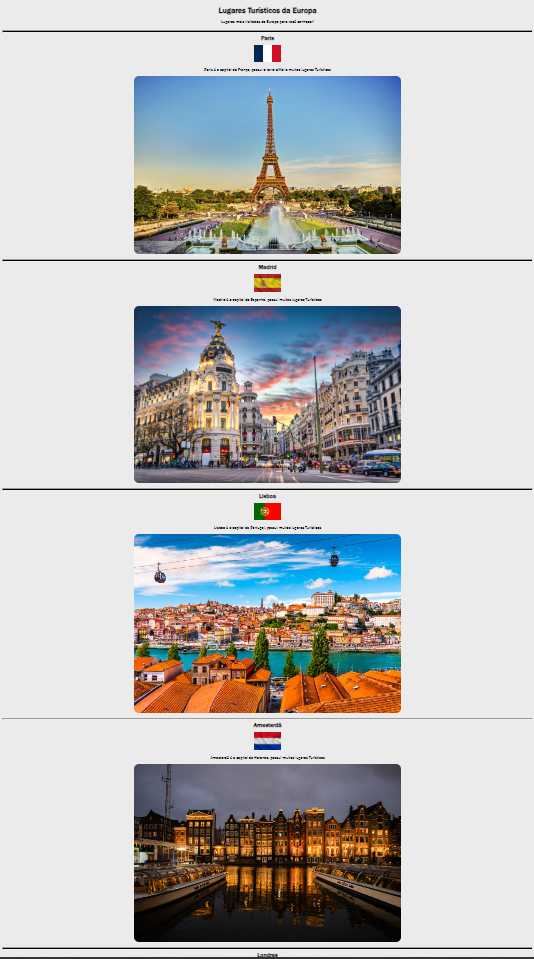 Lugares Turísticos da Europa
Lugares mais visitados da Europa para você conhecer!
Paris
Paris é a capital da França, possui a torre eiffel e muitos lugares Turísticos
Madrid
Madrid é a capital da Espanha, possui muitos lugares Turísticos
Lisboa
Lisboa é a capital de Portugal, possui muitos lugares Turísticos
Amesterdã
Amesterdã é a capital da Holanda, possui muitos lugares Turísticos
Londres